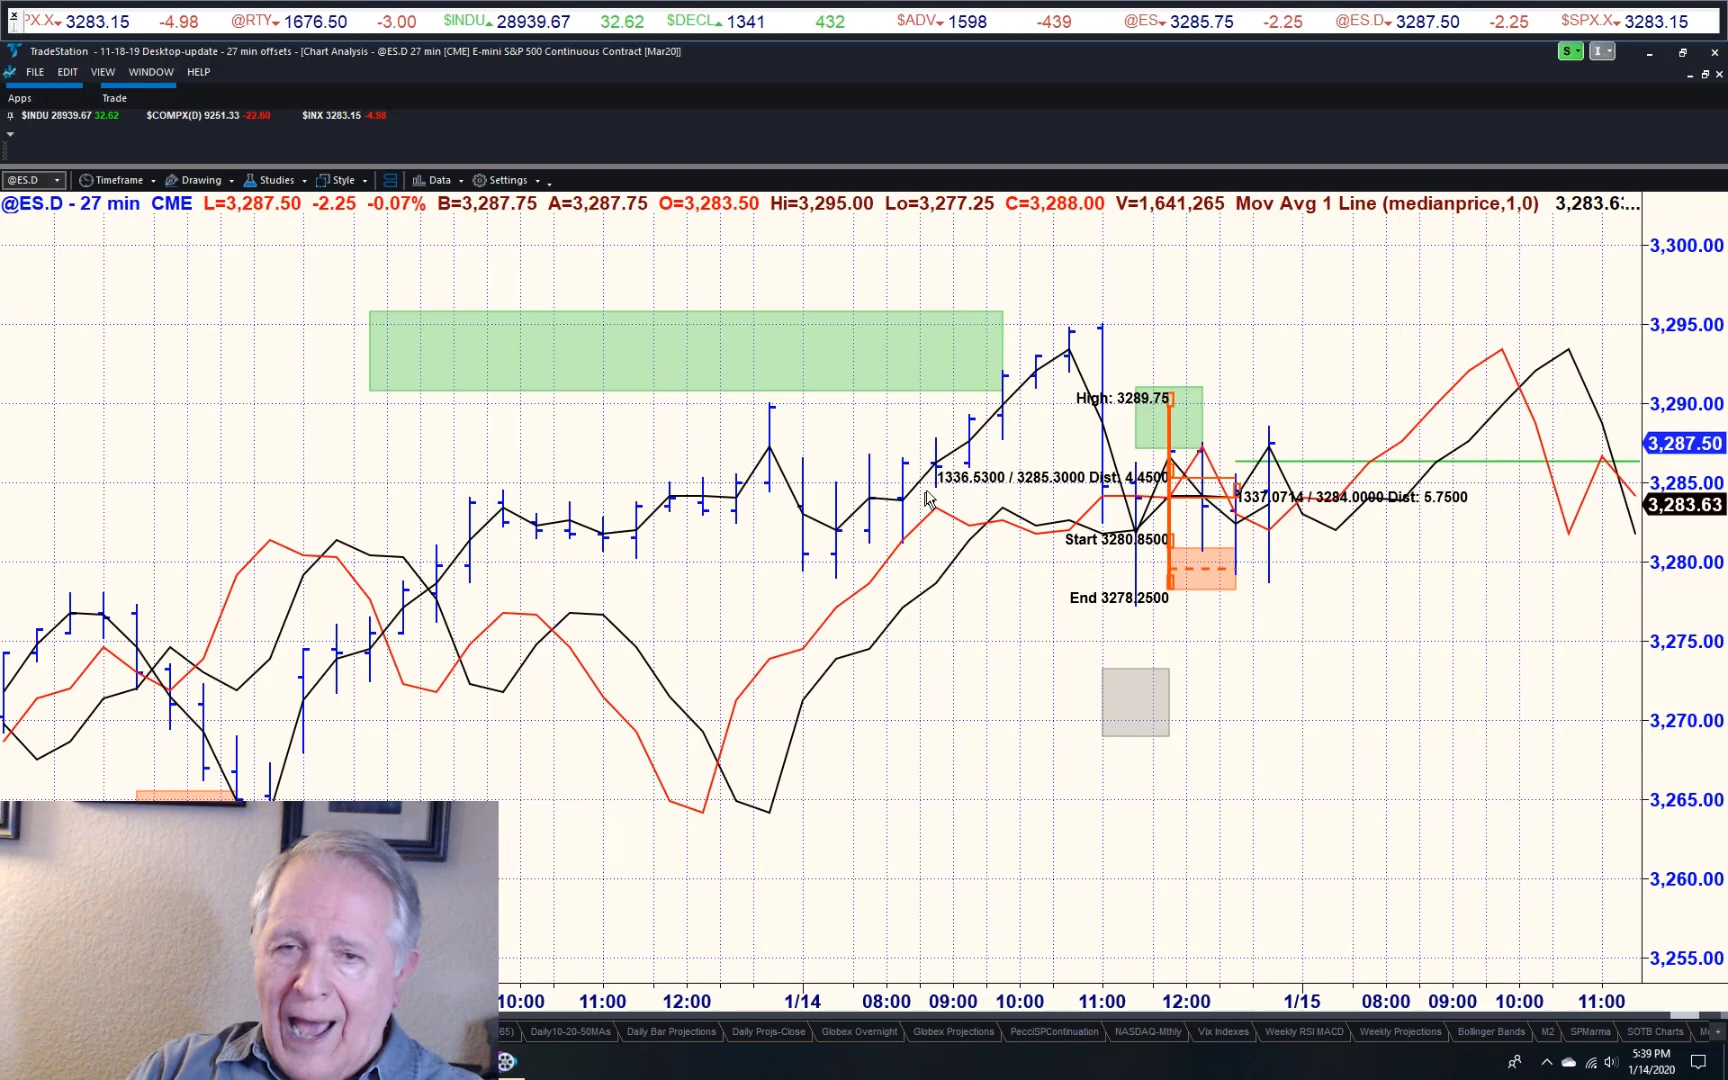 X.X 3283.15 -4.98 @RTY 1676.50 -3.00 $INDU 28939.67 32.62 $DECL 1341 432 $ADV 1598 -439 @ES 3285.75 -2.25 @ES.D 3287.50 -2.25 $SPX.X 3283.15
TradeStation - 11-18-19 Desktop-update - 27 min offsets - [Chart Analysis - @ES.D 27 min [CME] E-mini S&P 500 Continuous Contract [Mar20]]
S I
FILE EDIT VIEW WINDOW HELP
Apps Trade
$INDU 28939.67 32.62 $COMPX(D) 9251.33 -22.60 $INX 3283.15 -4.98
@ES.D Timeframe Drawing Studies Style Data Settings
@ES.D - 27 min CME L=3,287.50 -2.25 -0.07% B=3,287.75 A=3,287.75 O=3,283.50 Hi=3,295.00 Lo=3,277.25 C=3,288.00 V=1,641,265 Mov Avg 1 Line (medianprice,1,0) 3,283.6:...
3,300.00
3,295.00
High: 3289.75
3,290.00
3,287.50
1336.5300 / 3285.3000 Dist: 4.4500
3,285.00
1337.0714 / 3284.0000 Dist: 5.7500
3,283.63
Start 3280.8500
3,280.00
End 3278.2500
3,275.00
3,270.00
3,265.00
3,260.00
3,255.00
10:00 11:00 12:00 1/14 08:00 09:00 10:00 11:00 12:00 1/15 08:00 09:00 10:00 11:00
65) Daily10-20-50MAs Daily Bar Projections Daily Projs-Close Globex Overnight Globex Projections PecciSPContinuation NASDAQ-Mthly Vix Indexes Weekly RSI MACD Weekly Projections Bollinger Bands M2 SPMarma SOTB Charts
5:39 PM
1/14/2020